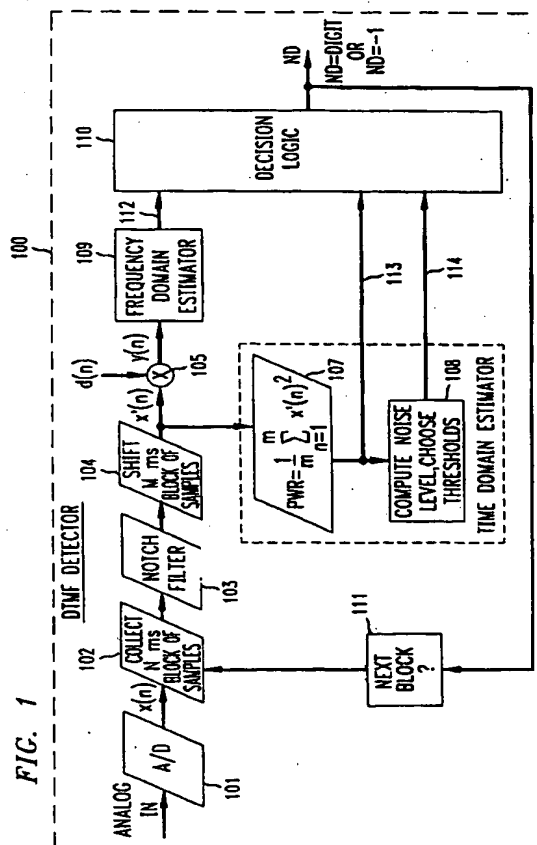 FIG. 1
DTMF DETECTOR
100
ANALOG
IN
A/D
101
x(n)
102
COLLECT
N ms
BLOCK OF
SAMPLES
NOTCH
FILTER
103
104
SHIFT
M ms
BLOCK OF
SAMPLES
x'(n)
d(n)
X
105
y(n)
109
FREQUENCY
DOMAIN
ESTIMATOR
112
110
DECISION
LOGIC
ND
ND=DIGIT
OR
ND=-1
PWR = 1/m m∑n=1 x'(n)²
107
113
114
COMPUTE NOISE
LEVEL,CHOOSE
THRESHOLDS
108
TIME DOMAIN ESTIMATOR
111
NEXT
BLOCK
?